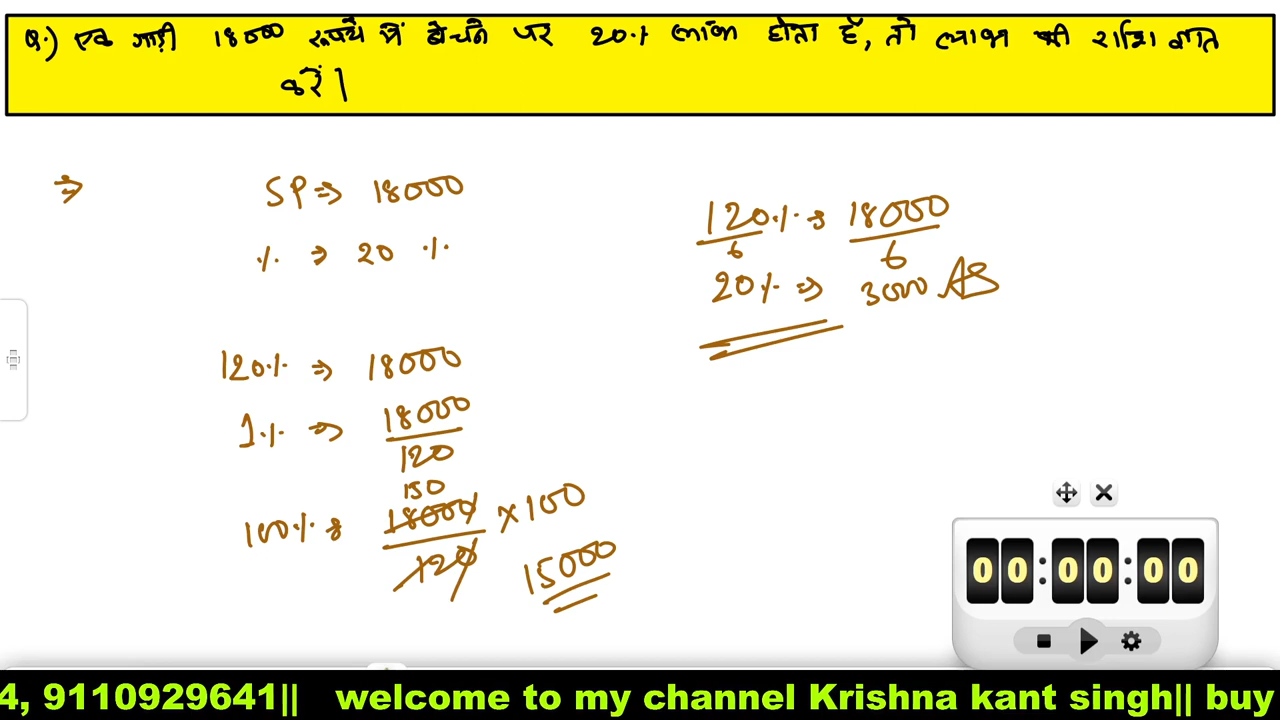 Q.) एक गाड़ी 18000 रूपये में बेचने पर 20% लाभ होता है, तो लाभ की राशि ज्ञात
करें।
⇒ SP ⇒ 18000
% ⇒ 20 %
120% ⇒ 18000
1% ⇒ 18000/120
150
100% ⇒ 18000/120 × 100
15000
120%/6 ⇒ 18000/6
20% ⇒ 3000 AS
00:00:00
4, 9110929641|| welcome to my channel Krishna kant singh|| buy